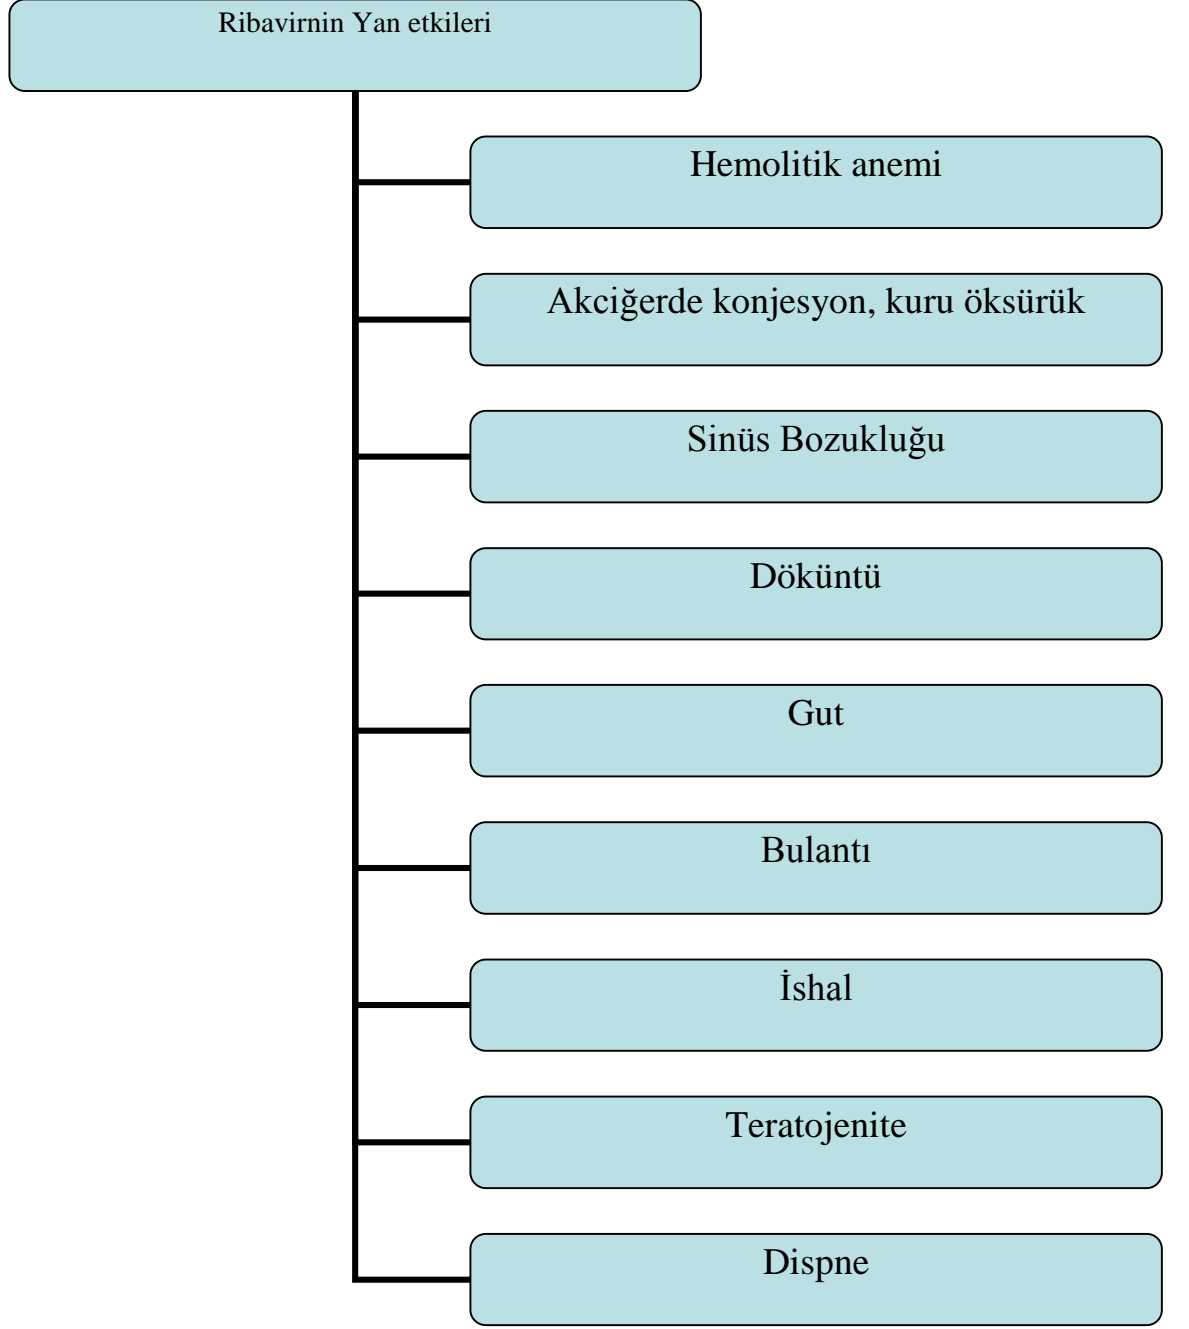 Ribavirnin Yan etkileri
Hemolitik anemi
Akciğerde konjesyon, kuru öksürük
Sinüs Bozukluğu
Döküntü
Gut
Bulantı
İshal
Teratojenite
Dispne